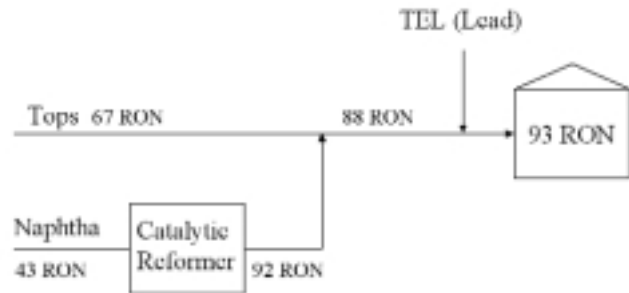 TEL (Lead)
Tops 67 RON
88 RON
93 RON
Naphtha
43 RON
Catalytic
Reformer
92 RON